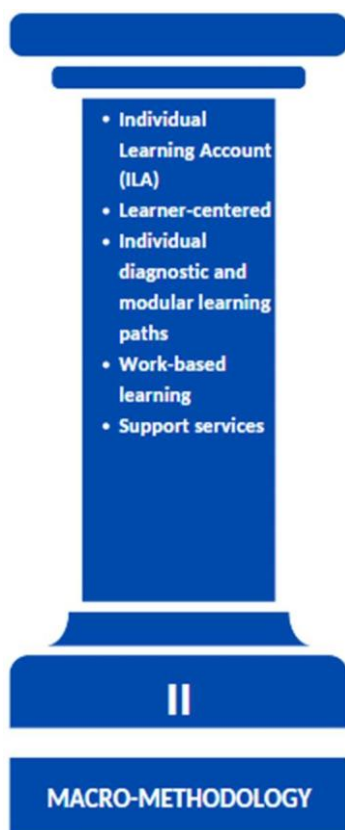 • Individual
Learning Account
(ILA)
• Learner-centered
• Individual
diagnostic and
modular learning
paths
• Work-based
learning
• Support services
II
MACRO-METHODOLOGY